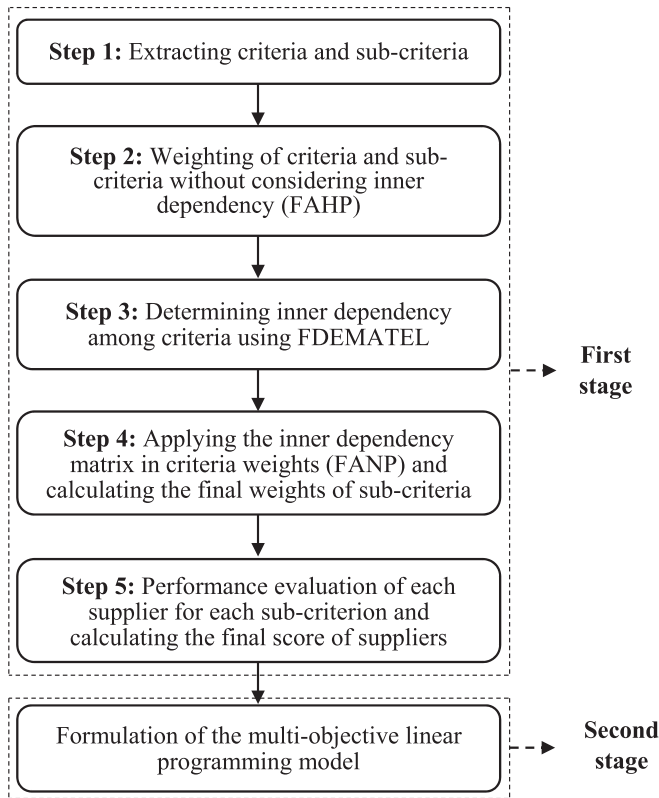 Step 1: Extracting criteria and sub-criteria
Step 2: Weighting of criteria and sub-
criteria without considering inner
dependency (FAHP)
Step 3: Determining inner dependency
among criteria using FDEMATEL
First
stage
Step 4: Applying the inner dependency
matrix in criteria weights (FANP) and
calculating the final weights of sub-criteria
Step 5: Performance evaluation of each
supplier for each sub-criterion and
calculating the final score of suppliers
Formulation of the multi-objective linear
programming model
Second
stage